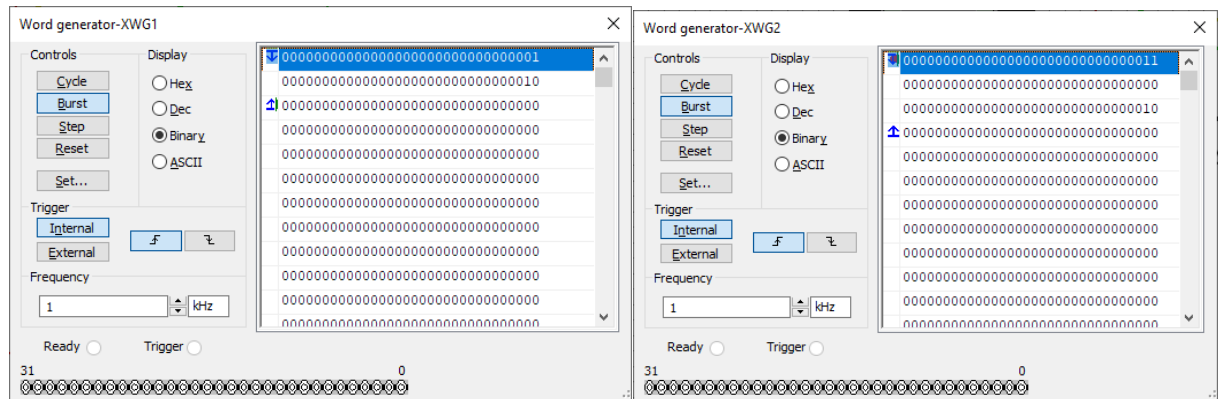 Word generator-XWG1
Controls
Cycle
Burst
Step
Reset
Set...
Display
Hex
Dec
Binary
ASCII
Trigger
Internal
External
Frequency
1
kHz
00000000000000000000000000000001
00000000000000000000000000000010
00000000000000000000000000000000
00000000000000000000000000000000
00000000000000000000000000000000
00000000000000000000000000000000
00000000000000000000000000000000
00000000000000000000000000000000
00000000000000000000000000000000
00000000000000000000000000000000
00000000000000000000000000000000
00000000000000000000000000000000
Ready
Trigger
31 0
Word generator-XWG2
Controls
Cycle
Burst
Step
Reset
Set...
Display
Hex
Dec
Binary
ASCII
Trigger
Internal
External
Frequency
1
kHz
00000000000000000000000000000011
00000000000000000000000000000000
00000000000000000000000000000010
00000000000000000000000000000000
00000000000000000000000000000000
00000000000000000000000000000000
00000000000000000000000000000000
00000000000000000000000000000000
00000000000000000000000000000000
00000000000000000000000000000000
00000000000000000000000000000000
00000000000000000000000000000000
Ready
Trigger
31 0